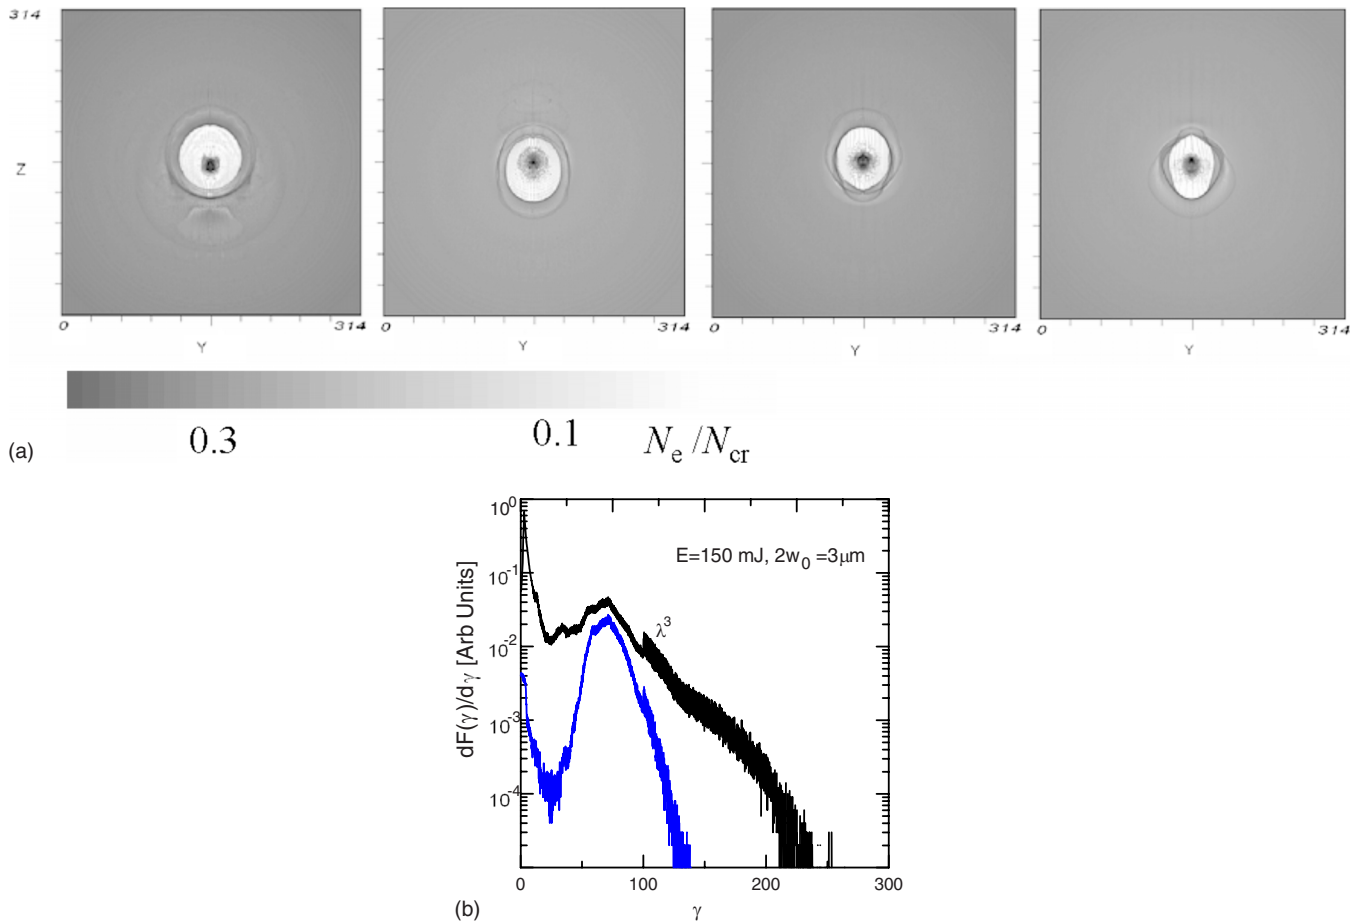 314
Z
0 314 0 314 0 314 0 314
Y Y Y Y
0.3 0.1 N_e /N_cr
(a)
10^0
10^-1
10^-2
10^-3
10^-4
dF(γ)/dγ [Arb Units]
E=150 mJ, 2w_0 =3μm
λ^3
0 100 200 300
γ
(b)